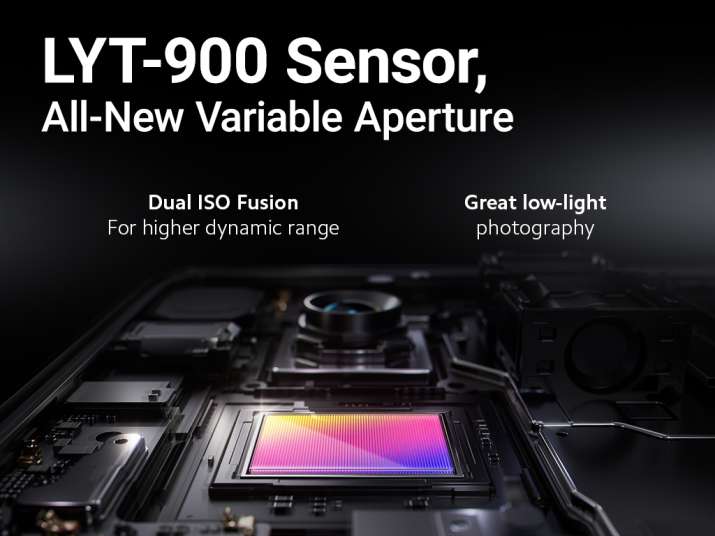 LYT-900 Sensor,
All-New Variable Aperture
Dual ISO Fusion
For higher dynamic range
Great low-light
photography